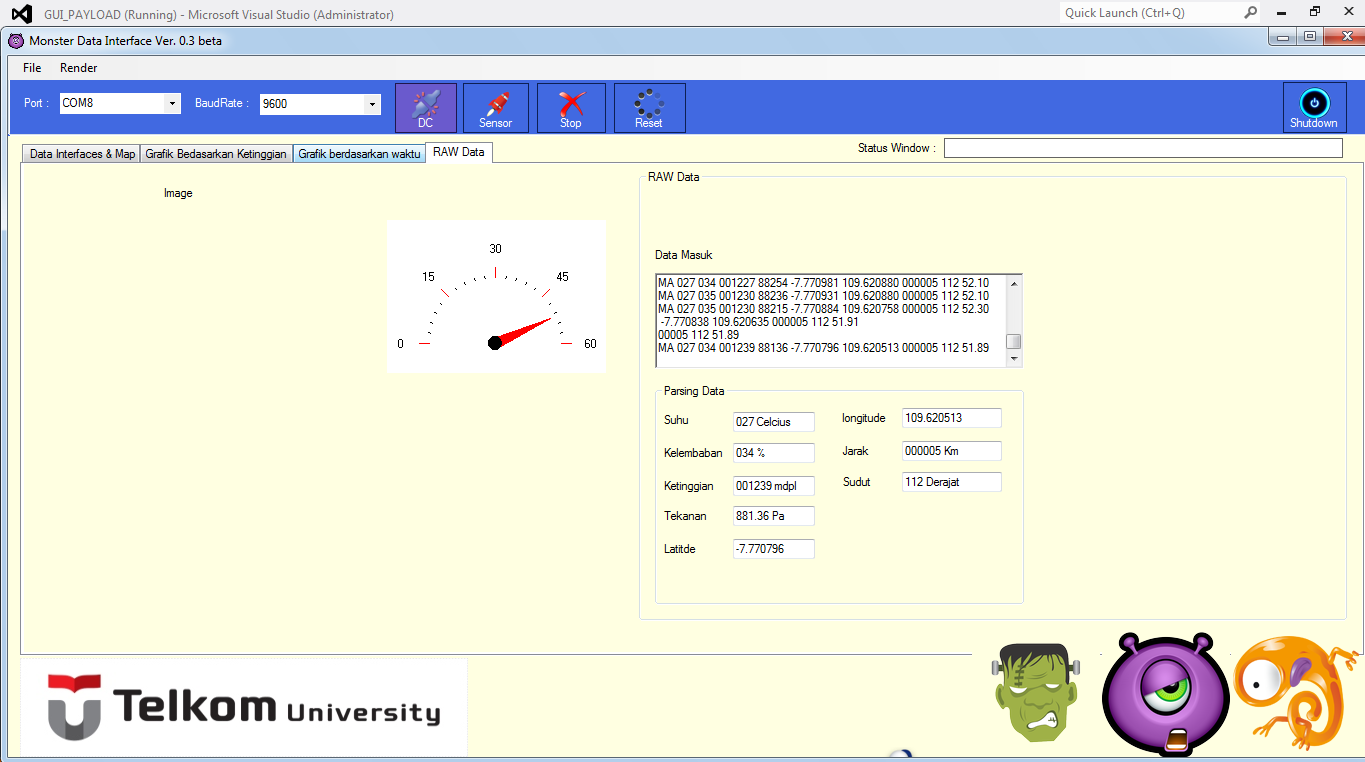 GUI_PAYLOAD (Running) - Microsoft Visual Studio (Administrator)
Quick Launch (Ctrl+Q)
Monster Data Interface Ver. 0.3 beta
File Render
Port : COM8 BaudRate : 9600 DC Sensor Stop Reset Shutdown
Data Interfaces & Map Grafik Bedasarkan Ketinggian Grafik berdasarkan waktu RAW Data Status Window :
Image
0 15 30 45 60
RAW Data
Data Masuk
MA 027 034 001227 88254 -7.770981 109.620880 000005 112 52.10
MA 027 035 001230 88236 -7.770931 109.620880 000005 112 52.10
MA 027 035 001230 88215 -7.770884 109.620758 000005 112 52.30
-7.770838 109.620635 000005 112 51.91
00005 112 51.89
MA 027 034 001239 88136 -7.770796 109.620513 000005 112 51.89
Parsing Data
Suhu 027 Celcius longitude 109.620513
Kelembaban 034 % Jarak 000005 Km
Ketinggian 001239 mdpl Sudut 112 Derajat
Tekanan 881.36 Pa
Latitde -7.770796
Telkom University